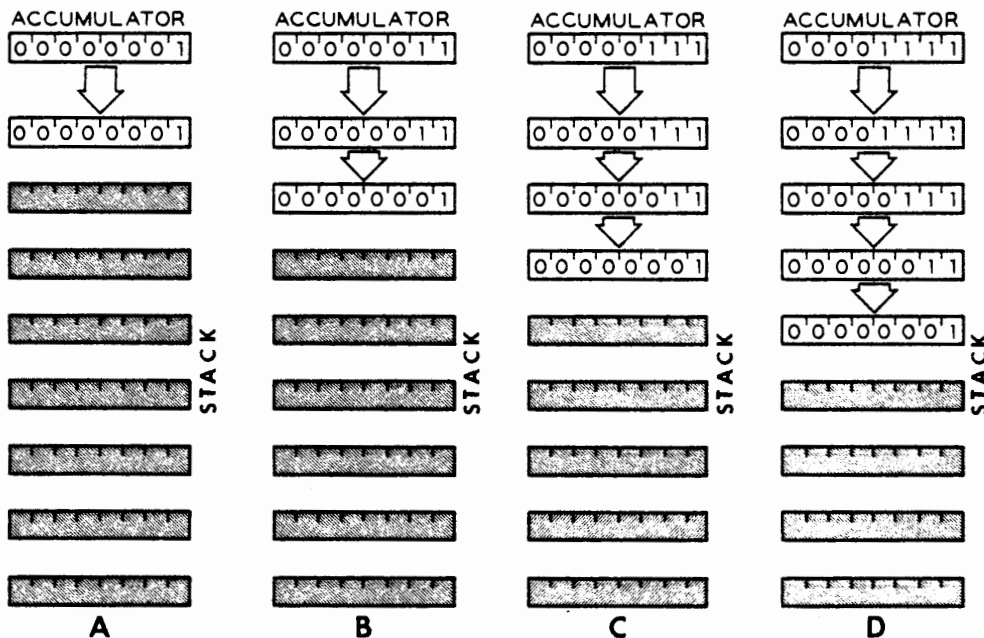 ACCUMULATOR ACCUMULATOR ACCUMULATOR ACCUMULATOR
00000001 00000011 00000111 00001111
00000001 00000011 00000111 00001111
00000001 00000011 00000111
00000001 00000011
00000001
STACK STACK STACK STACK
A B C D